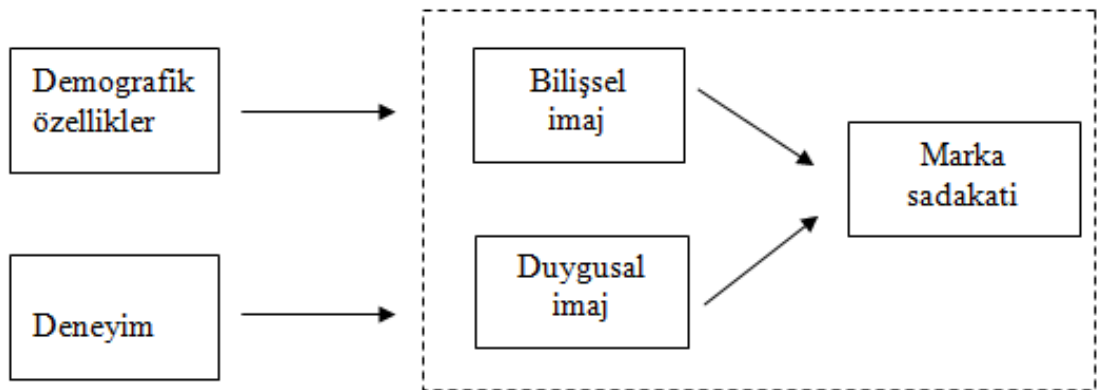 Demografik
özellikler
Bilişsel
imaj
Marka
sadakati
Deneyim
Duygusal
imaj